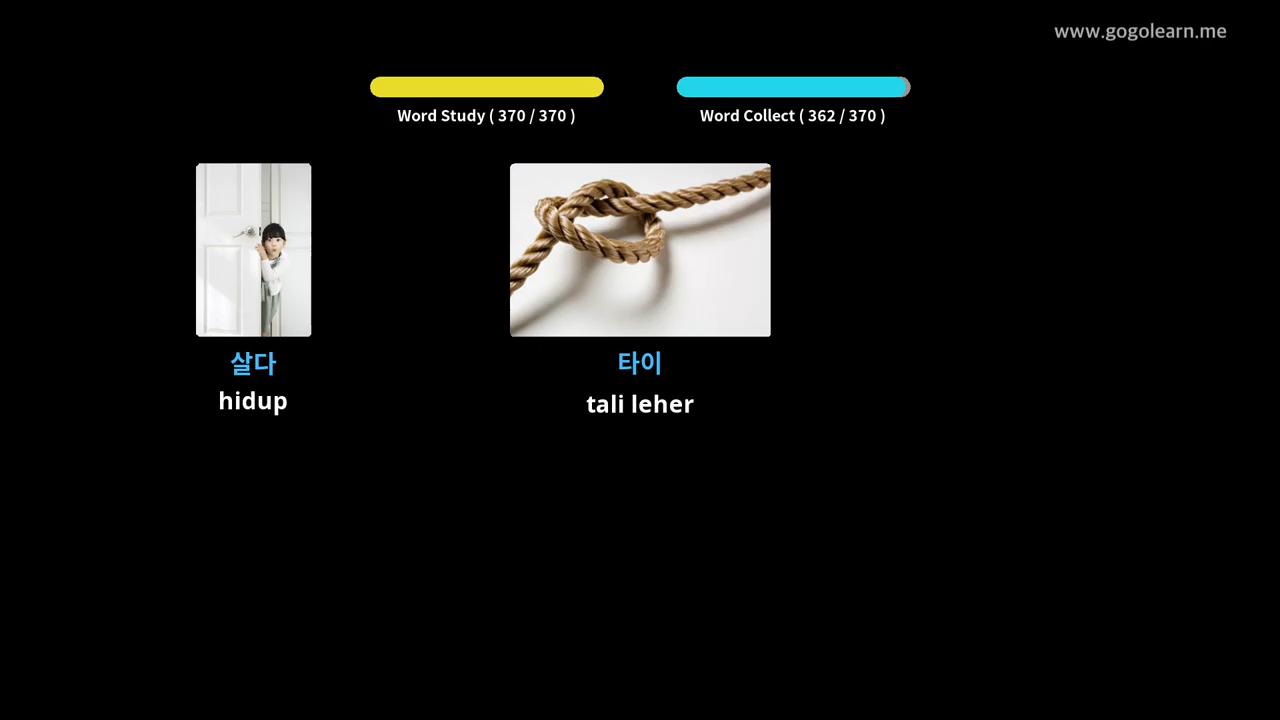 www.gogolearn.me
Word Study ( 370 / 370 )
Word Collect ( 362 / 370 )
살다
hidup
타이
tali leher